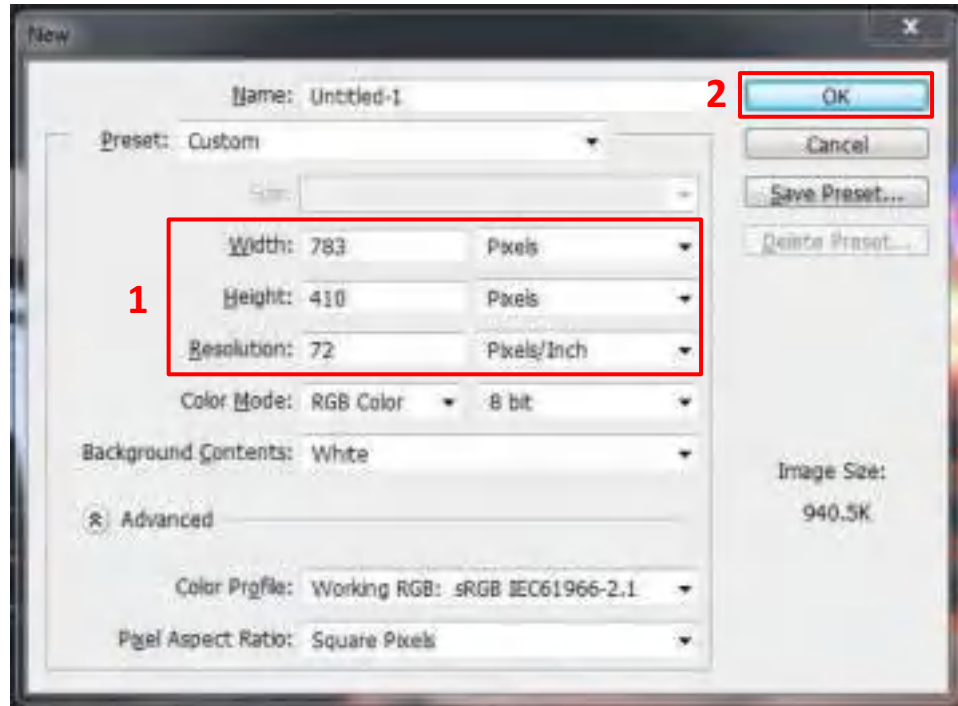 New
Name: Untitled-1
2 OK
Preset: Custom
Cancel
Size:
Save Preset...
Width: 783 Pixels
Delete Preset...
1
Height: 410 Pixels
Resolution: 72 Pixels/Inch
Color Mode: RGB Color 8 bit
Background Contents: White
Image Size:
940.5K
Advanced
Color Profile: Working RGB: sRGB IEC61966-2.1
Pixel Aspect Ratio: Square Pixels